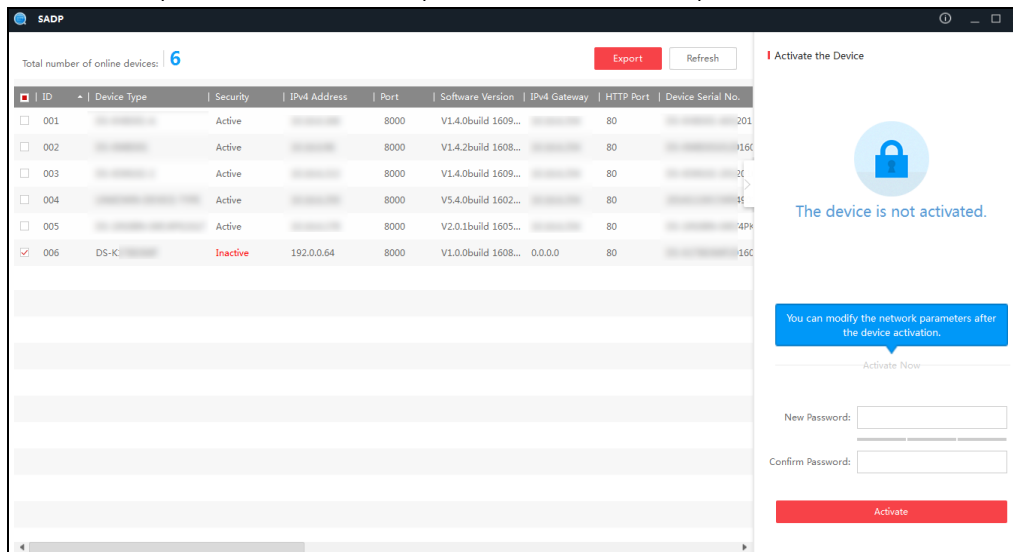 SADP
Total number of online devices: 6
Export
Refresh
ID | Device Type | Security | IPv4 Address | Port | Software Version | IPv4 Gateway | HTTP Port | Device Serial No.
001 Active 8000 V1.4.0build 1609... 80 201
002 Active 8000 V1.4.2build 1608... 80 160
003 Active 8000 V1.4.0build 1609... 80
004 Active 8000 V5.4.0build 1602... 80
005 Active 8000 V2.0.1build 1605... 80 4PK
006 DS-K Inactive 192.0.0.64 8000 V1.0.0build 1608... 0.0.0.0 80 160
Activate the Device
The device is not activated.
You can modify the network parameters after
the device activation.
Activate Now
New Password:
Confirm Password:
Activate